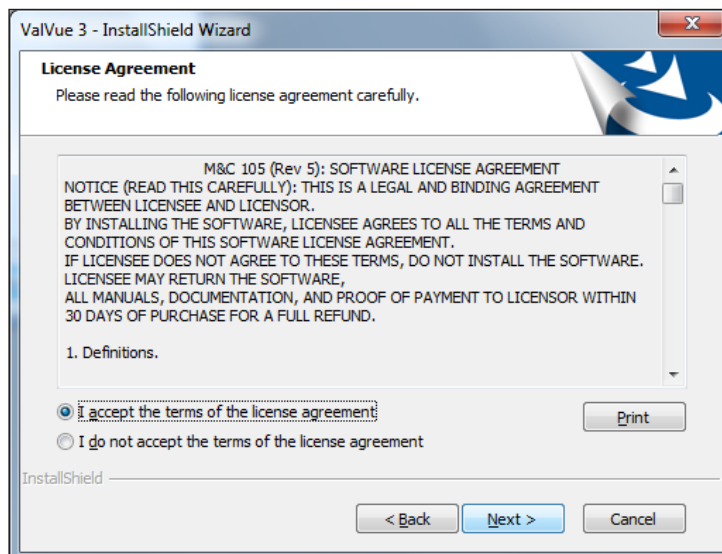 ValVue 3 - InstallShield Wizard
License Agreement
Please read the following license agreement carefully.
M&C 105 (Rev 5): SOFTWARE LICENSE AGREEMENT
NOTICE (READ THIS CAREFULLY): THIS IS A LEGAL AND BINDING AGREEMENT
BETWEEN LICENSEE AND LICENSOR.
BY INSTALLING THE SOFTWARE, LICENSEE AGREES TO ALL THE TERMS AND
CONDITIONS OF THIS SOFTWARE LICENSE AGREEMENT.
IF LICENSEE DOES NOT AGREE TO THESE TERMS, DO NOT INSTALL THE SOFTWARE.
LICENSEE MAY RETURN THE SOFTWARE,
ALL MANUALS, DOCUMENTATION, AND PROOF OF PAYMENT TO LICENSOR WITHIN
30 DAYS OF PURCHASE FOR A FULL REFUND.
1. Definitions.
I accept the terms of the license agreement
Print
I do not accept the terms of the license agreement
InstallShield
< Back
Next >
Cancel